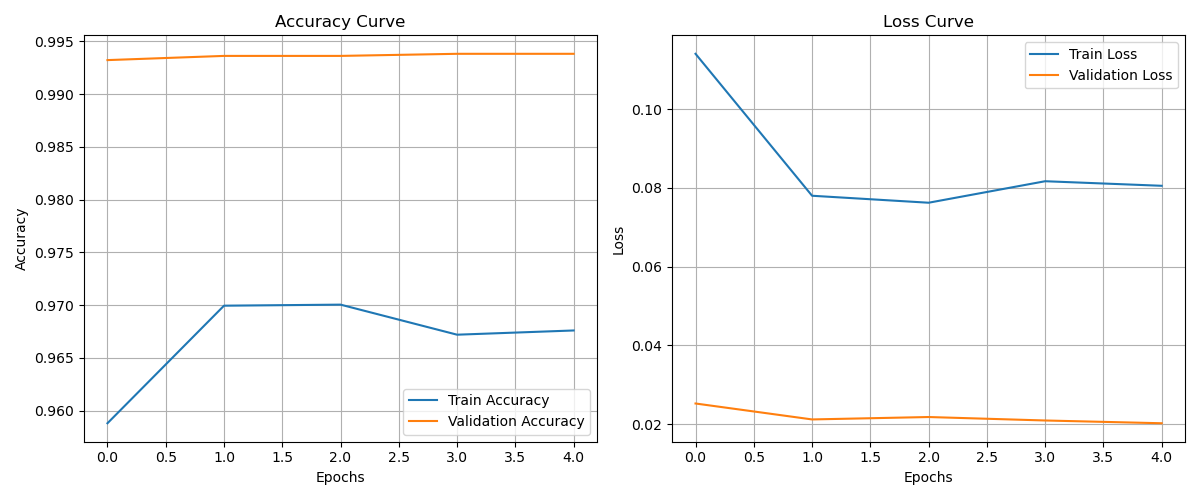 Accuracy Curve
0.995
0.990
0.985
0.980
0.975
0.970
0.965
0.960
Accuracy
0.0 0.5 1.0 1.5 2.0 2.5 3.0 3.5 4.0
Epochs
Train Accuracy
Validation Accuracy
Loss Curve
0.10
0.08
0.06
0.04
0.02
Loss
0.0 0.5 1.0 1.5 2.0 2.5 3.0 3.5 4.0
Epochs
Train Loss
Validation Loss